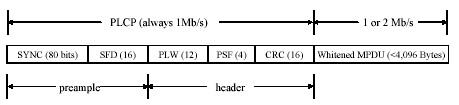 PLCP (always 1Mb/s) 1 or 2 Mb/s
SYNC (80 bits) SFD (16) PLW (12) PSF (4) CRC (16) Whitened MPDU (<4,096 Bytes)
preample header